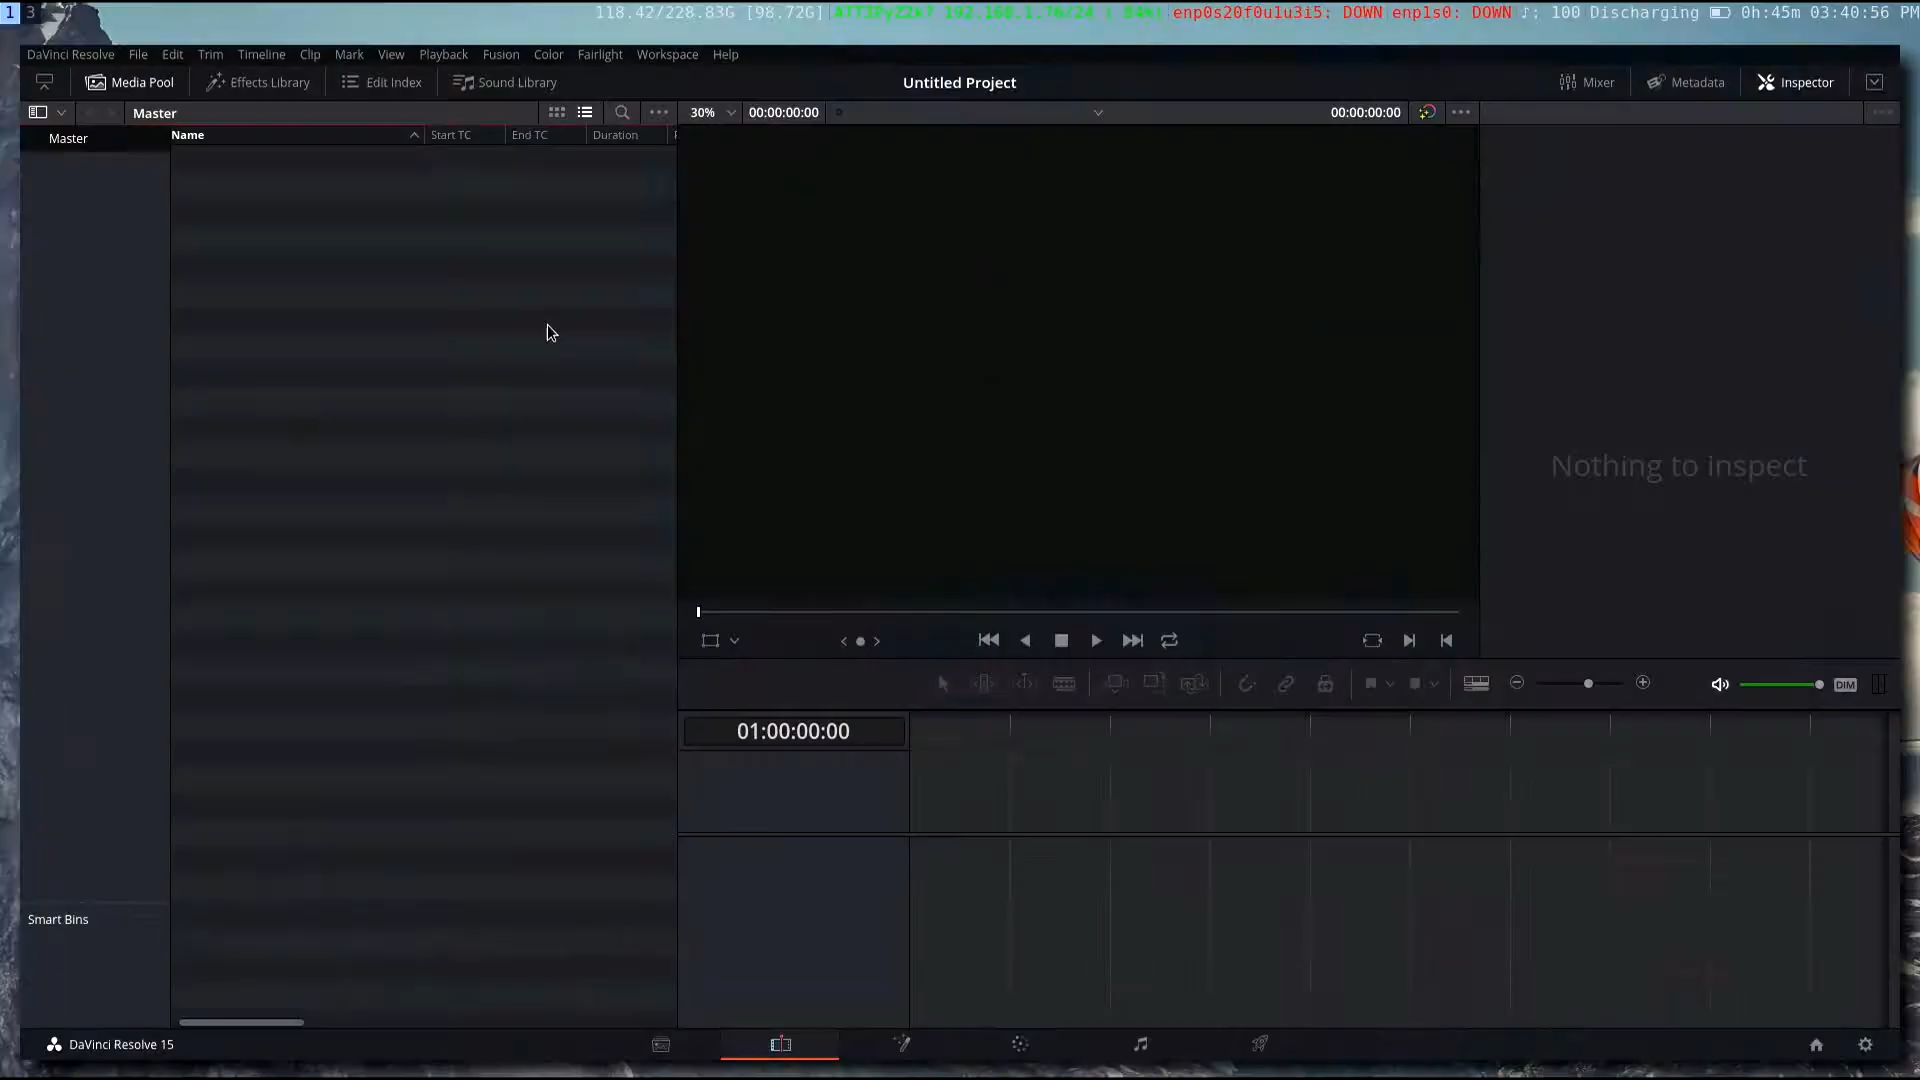 1 3 118.42/228.83G [98.72G] 192.168.1.76/24 ( 84%) enp0s20f0u1u3i5: DOWN enp1s0: DOWN ♪: 100 Discharging 0h:45m 03:40:56 PM
DaVinci Resolve File Edit Trim Timeline Clip Mark View Playback Fusion Color Fairlight Workspace Help
Media Pool Effects Library Edit Index Sound Library Untitled Project Mixer Metadata Inspector
Master 30% 00:00:00:00 00:00:00:00
Master Name Start TC End TC Duration
Nothing to inspect
DIM
01:00:00:00
Smart Bins
DaVinci Resolve 15